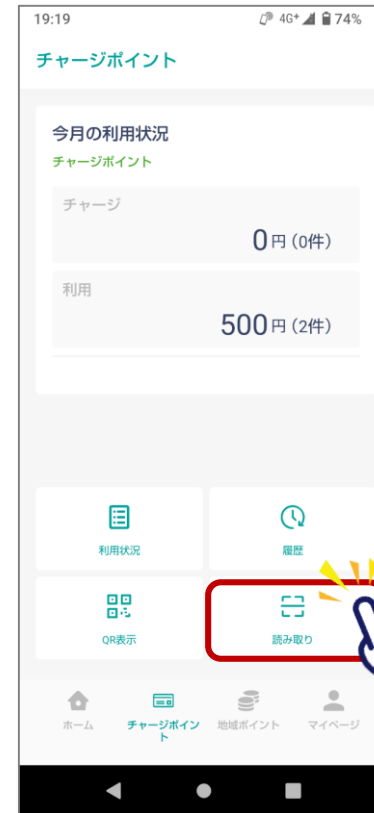 19:19 4G+ 74%
チャージポイント
今月の利用状況
チャージポイント
チャージ
0円(0件)
利用
500円(2件)
利用状況 履歴
QR表示 読み取り
ホーム チャージポイン 地域ポイント マイページ
ト